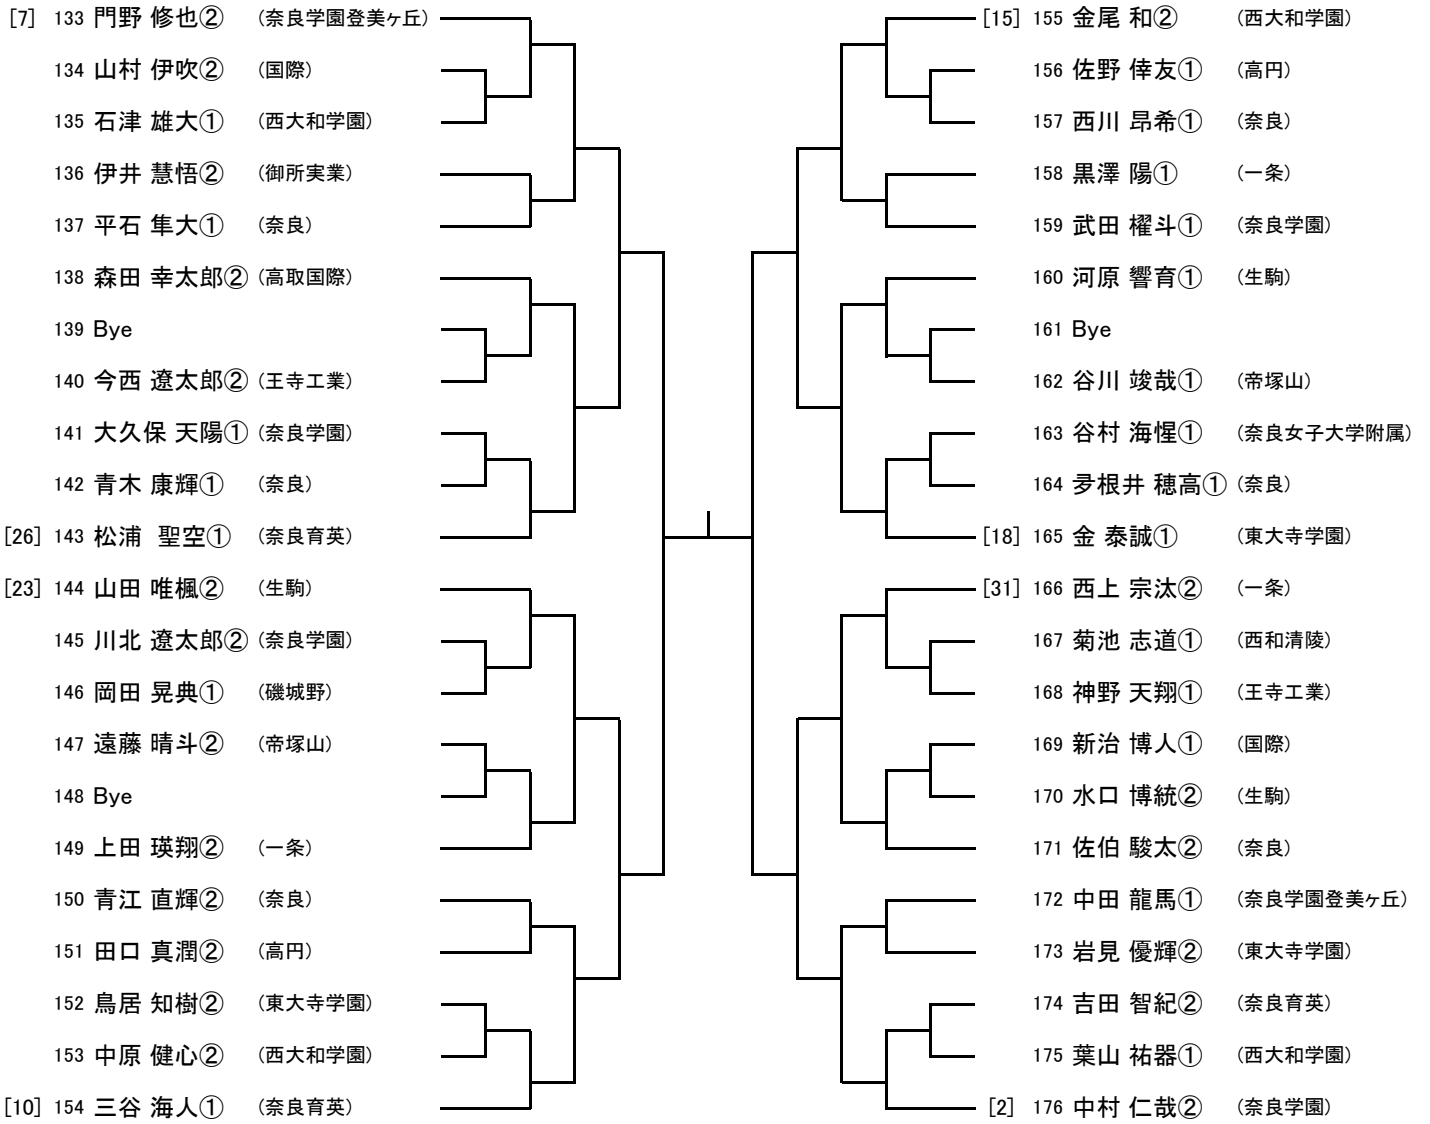 [7] 133 門野 修也② (奈良学園登美ヶ丘)
134 山村 伊吹② (国際)
135 石津 雄大① (西大和学園)
136 伊井 慧悟② (御所実業)
137 平石 隼大① (奈良)
138 森田 幸太郎② (高取国際)
139 Bye
140 今西 遼太郎② (王寺工業)
141 大久保 天陽① (奈良学園)
142 青木 康輝① (奈良)
[26] 143 松浦 聖空① (奈良育英)
[23] 144 山田 唯楓② (生駒)
145 川北 遼太郎② (奈良学園)
146 岡田 晃典① (磯城野)
147 遠藤 晴斗② (帝塚山)
148 Bye
149 上田 瑛翔② (一条)
150 青江 直輝② (奈良)
151 田口 真潤② (高円)
152 鳥居 知樹② (東大寺学園)
153 中原 健心② (西大和学園)
[10] 154 三谷 海人① (奈良育英)
[15] 155 金尾 和② (西大和学園)
156 佐野 倖友① (高円)
157 西川 昂希① (奈良)
158 黒澤 陽① (一条)
159 武田 櫂斗① (奈良学園)
160 河原 響育① (生駒)
161 Bye
162 谷川 竣哉① (帝塚山)
163 谷村 海惺① (奈良女子大学附属)
164 夛根井 穂高① (奈良)
[18] 165 金 泰誠① (東大寺学園)
[31] 166 西上 宗汰② (一条)
167 菊池 志道① (西和清陵)
168 神野 天翔① (王寺工業)
169 新治 博人① (国際)
170 水口 博統② (生駒)
171 佐伯 駿太② (奈良)
172 中田 龍馬① (奈良学園登美ヶ丘)
173 岩見 優輝② (東大寺学園)
174 吉田 智紀② (奈良育英)
175 葉山 祐器① (西大和学園)
[2] 176 中村 仁哉② (奈良学園)